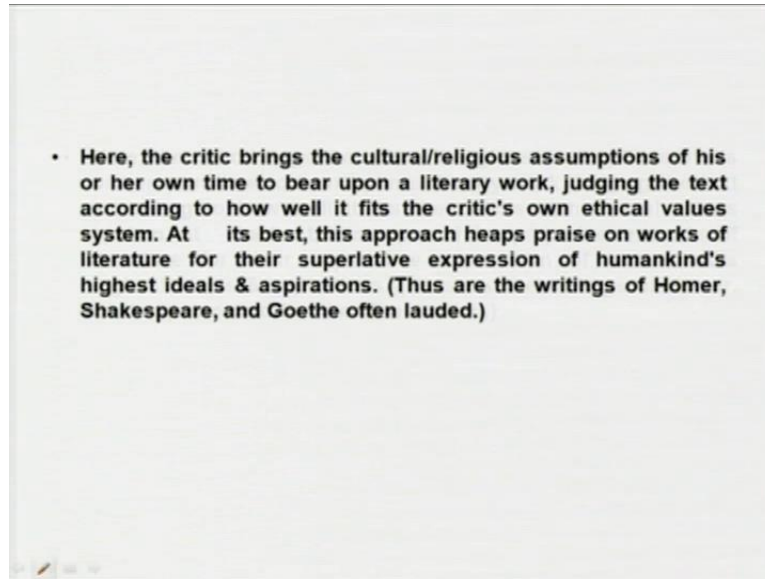 • Here, the critic brings the cultural/religious assumptions of his
or her own time to bear upon a literary work, judging the text
according to how well it fits the critic's own ethical values
system. At its best, this approach heaps praise on works of
literature for their superlative expression of humankind's
highest ideals & aspirations. (Thus are the writings of Homer,
Shakespeare, and Goethe often lauded.)